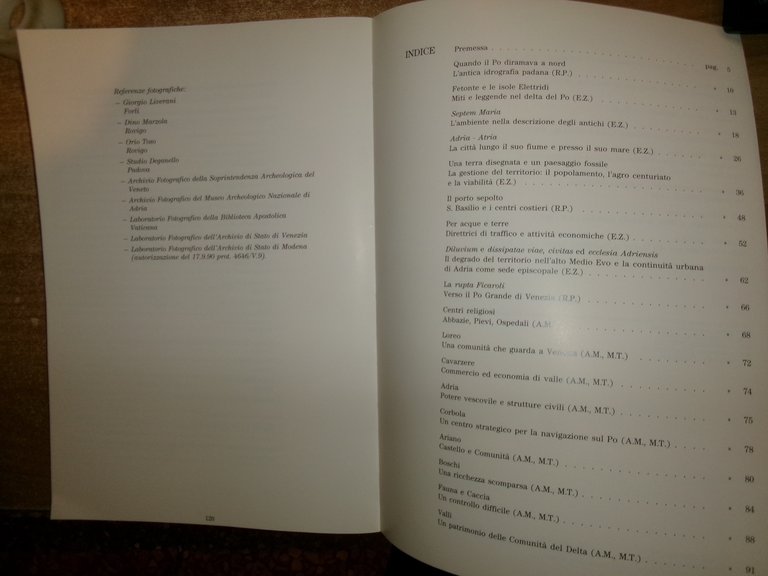 Referenze fotografiche:
– Giorgio Liverani
Forlì
– Dino Marzola
Rovigo
– Orio Toso
Rovigo
– Studio Deganello
Padova
– Archivio Fotografico della Soprintendenza Archeologica del
Veneto
– Archivio Fotografico del Museo Archeologico Nazionale di
Adria
– Laboratorio Fotografico della Biblioteca Apostolica
Vaticana
– Laboratorio Fotografico dell'Archivio di Stato di Venezia
– Laboratorio Fotografico dell'Archivio di Stato di Modena
(autorizzazione del 17.9.90 prot. 4646/V.9).
120
INDICE
Premessa . . . . . . . . . . pag. 5
Quando il Po diramava a nord
L'antica idrografia padana (R.P.) . . . . . . . . . . » 10
Fetonte e le isole Elettridi
Miti e leggende nel delta del Po (E.Z.) . . . . . . . . . . » 13
Septem Maria
L'ambiente nella descrizione degli antichi (E.Z.) . . . . . . . . . . » 18
Adria - Atria
La città lungo il suo fiume e presso il suo mare (E.Z.) . . . . . . . . . . » 26
Una terra disegnata e un paesaggio fossile
La gestione del territorio: il popolamento, l'agro centuriato
e la viabilità (E.Z.) . . . . . . . . . . » 36
Il porto sepolto
S. Basilio e i centri costieri (R.P.) . . . . . . . . . . » 48
Per acque e terre
Direttrici di traffico e attività economiche (E.Z.) . . . . . . . . . . » 52
Diluvium e dissipatae viae, civitas ed ecclesia Adriensis
Il degrado del territorio nell'alto Medio Evo e la continuità urbana
di Adria come sede episcopale (E.Z.) . . . . . . . . . . » 62
La rupta Ficaroli
Verso il Po Grande di Venezia (R.P.) . . . . . . . . . . » 66
Centri religiosi
Abbazie, Pievi, Ospedali (A.M. . . . . . . . . . . » 68
Loreo
Una comunità che guarda a Venezia (A.M., M.T.) . . . . . . . . . . » 72
Cavarzere
Commercio ed economia di valle (A.M., M.T.) . . . . . . . . . . » 74
Adria
Potere vescovile e strutture civili (A.M., M.T.) . . . . . . . . . . » 75
Corbola
Un centro strategico per la navigazione sul Po (A.M., M.T.) . . . . » 78
Ariano
Castello e Comunità (A.M., M.T.) . . . . . . . . . . » 80
Boschi
Una ricchezza scomparsa (A.M., M.T.) . . . . . . . . . . » 84
Fauna e Caccia
Un controllo difficile (A.M., M.T.) . . . . . . . . . . » 88
Valli
Un patrimonio delle Comunità del Delta (A.M., M.T.) . . . . . . . » 91